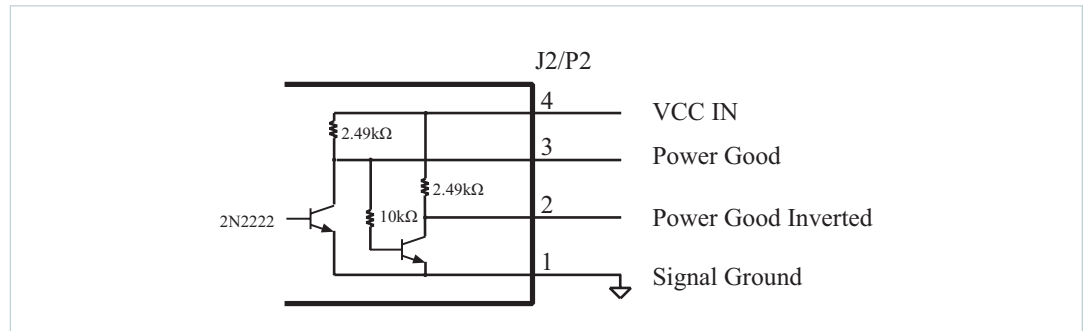 J2/P2
4
VCC IN
2.49kΩ
3
Power Good
2.49kΩ
2N2222
10kΩ
2
Power Good Inverted
1
Signal Ground